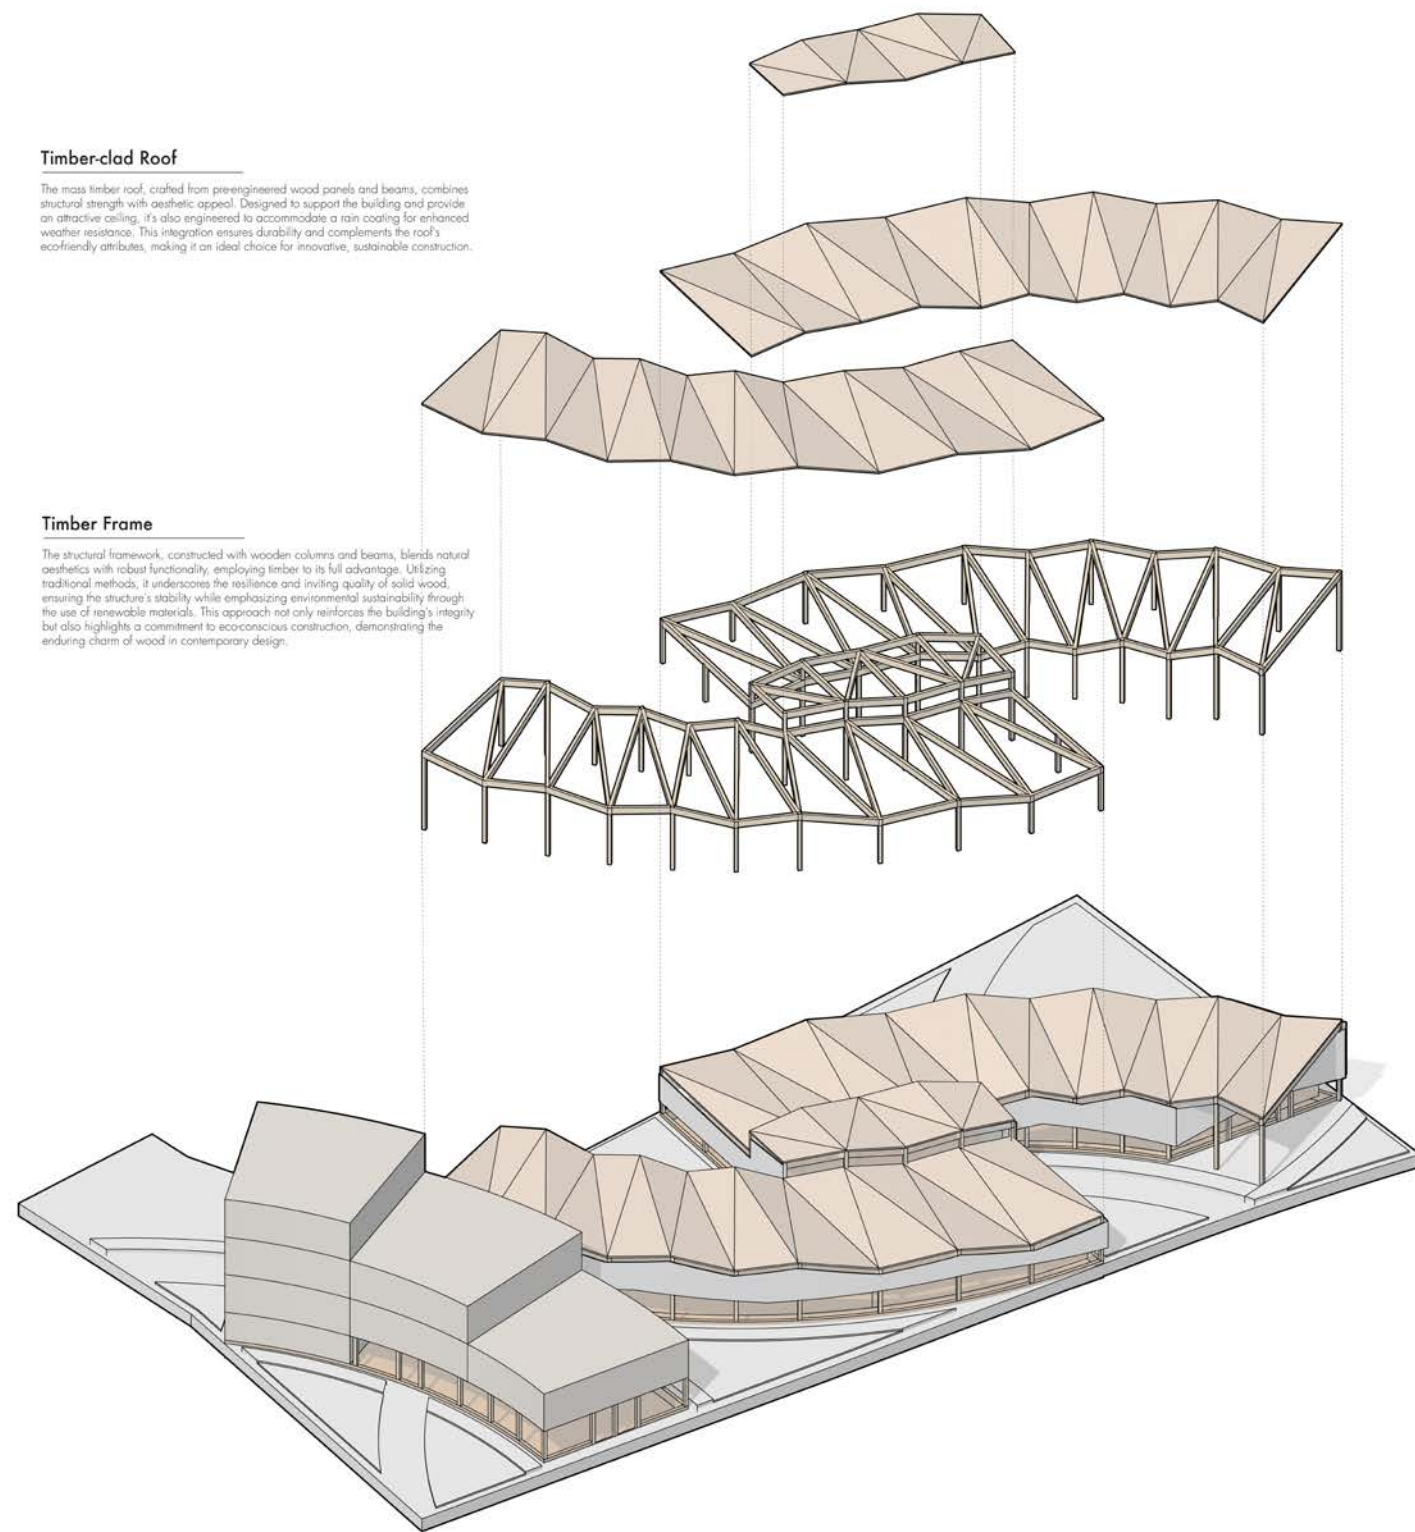 Timber-clad Roof
The mass timber roof, crafted from pre-engineered wood panels and beams, combines
structural strength with aesthetic appeal. Designed to support the building and provide
an attractive ceiling, it's also engineered to accommodate a rain coating for enhanced
weather resistance. This integration ensures durability and complements the roof's
eco-friendly attributes, making it an ideal choice for innovative, sustainable construction.
Timber Frame
The structural framework, constructed with wooden columns and beams, blends natural
aesthetics with robust functionality, employing timber to its full advantage. Utilizing
traditional methods, it underscores the resilience and inviting quality of solid wood,
ensuring the structure's stability while emphasizing environmental sustainability through
the use of renewable materials. This approach not only reinforces the building's integrity
but also highlights a commitment to eco-conscious construction, demonstrating the
enduring charm of wood in contemporary design.